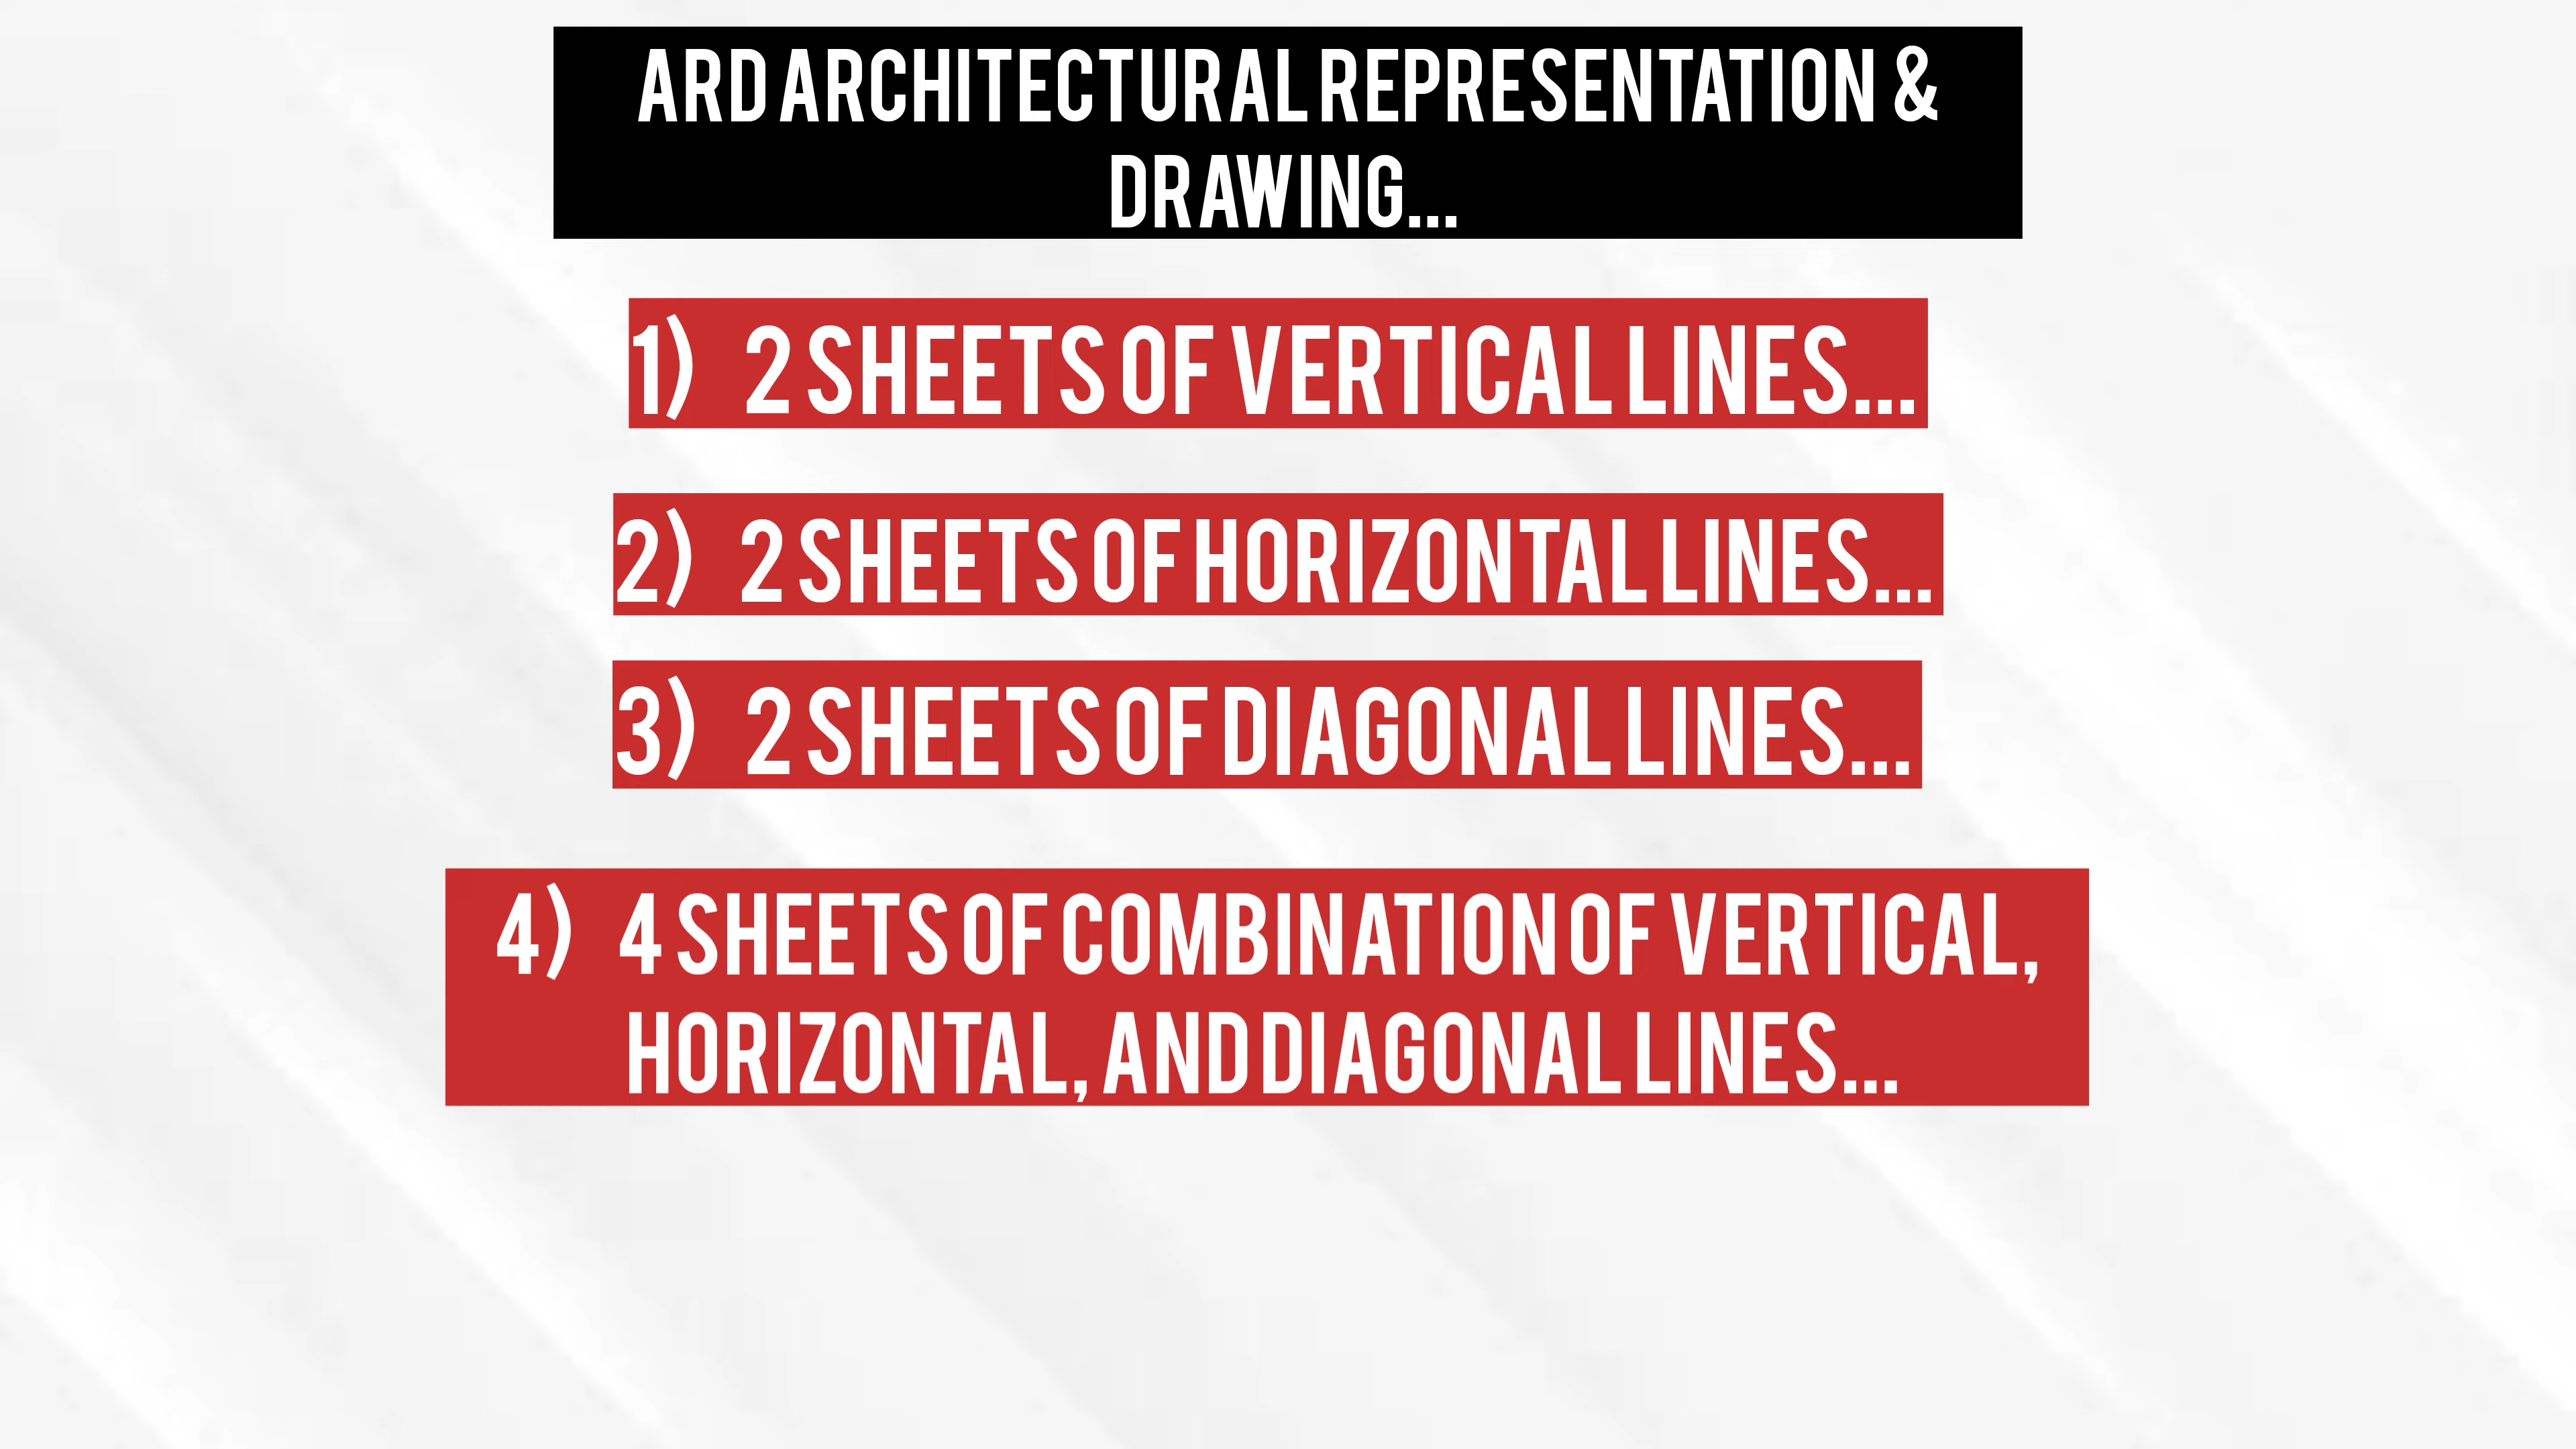 ARD ARCHITECTURAL REPRESENTATION &
DRAWING...
1) 2 SHEETS OF VERTICAL LINES...
2) 2 SHEETS OF HORIZONTAL LINES...
3) 2 SHEETS OF DIAGONAL LINES...
4) 4 SHEETS OF COMBINATION OF VERTICAL,
HORIZONTAL, AND DIAGONAL LINES...